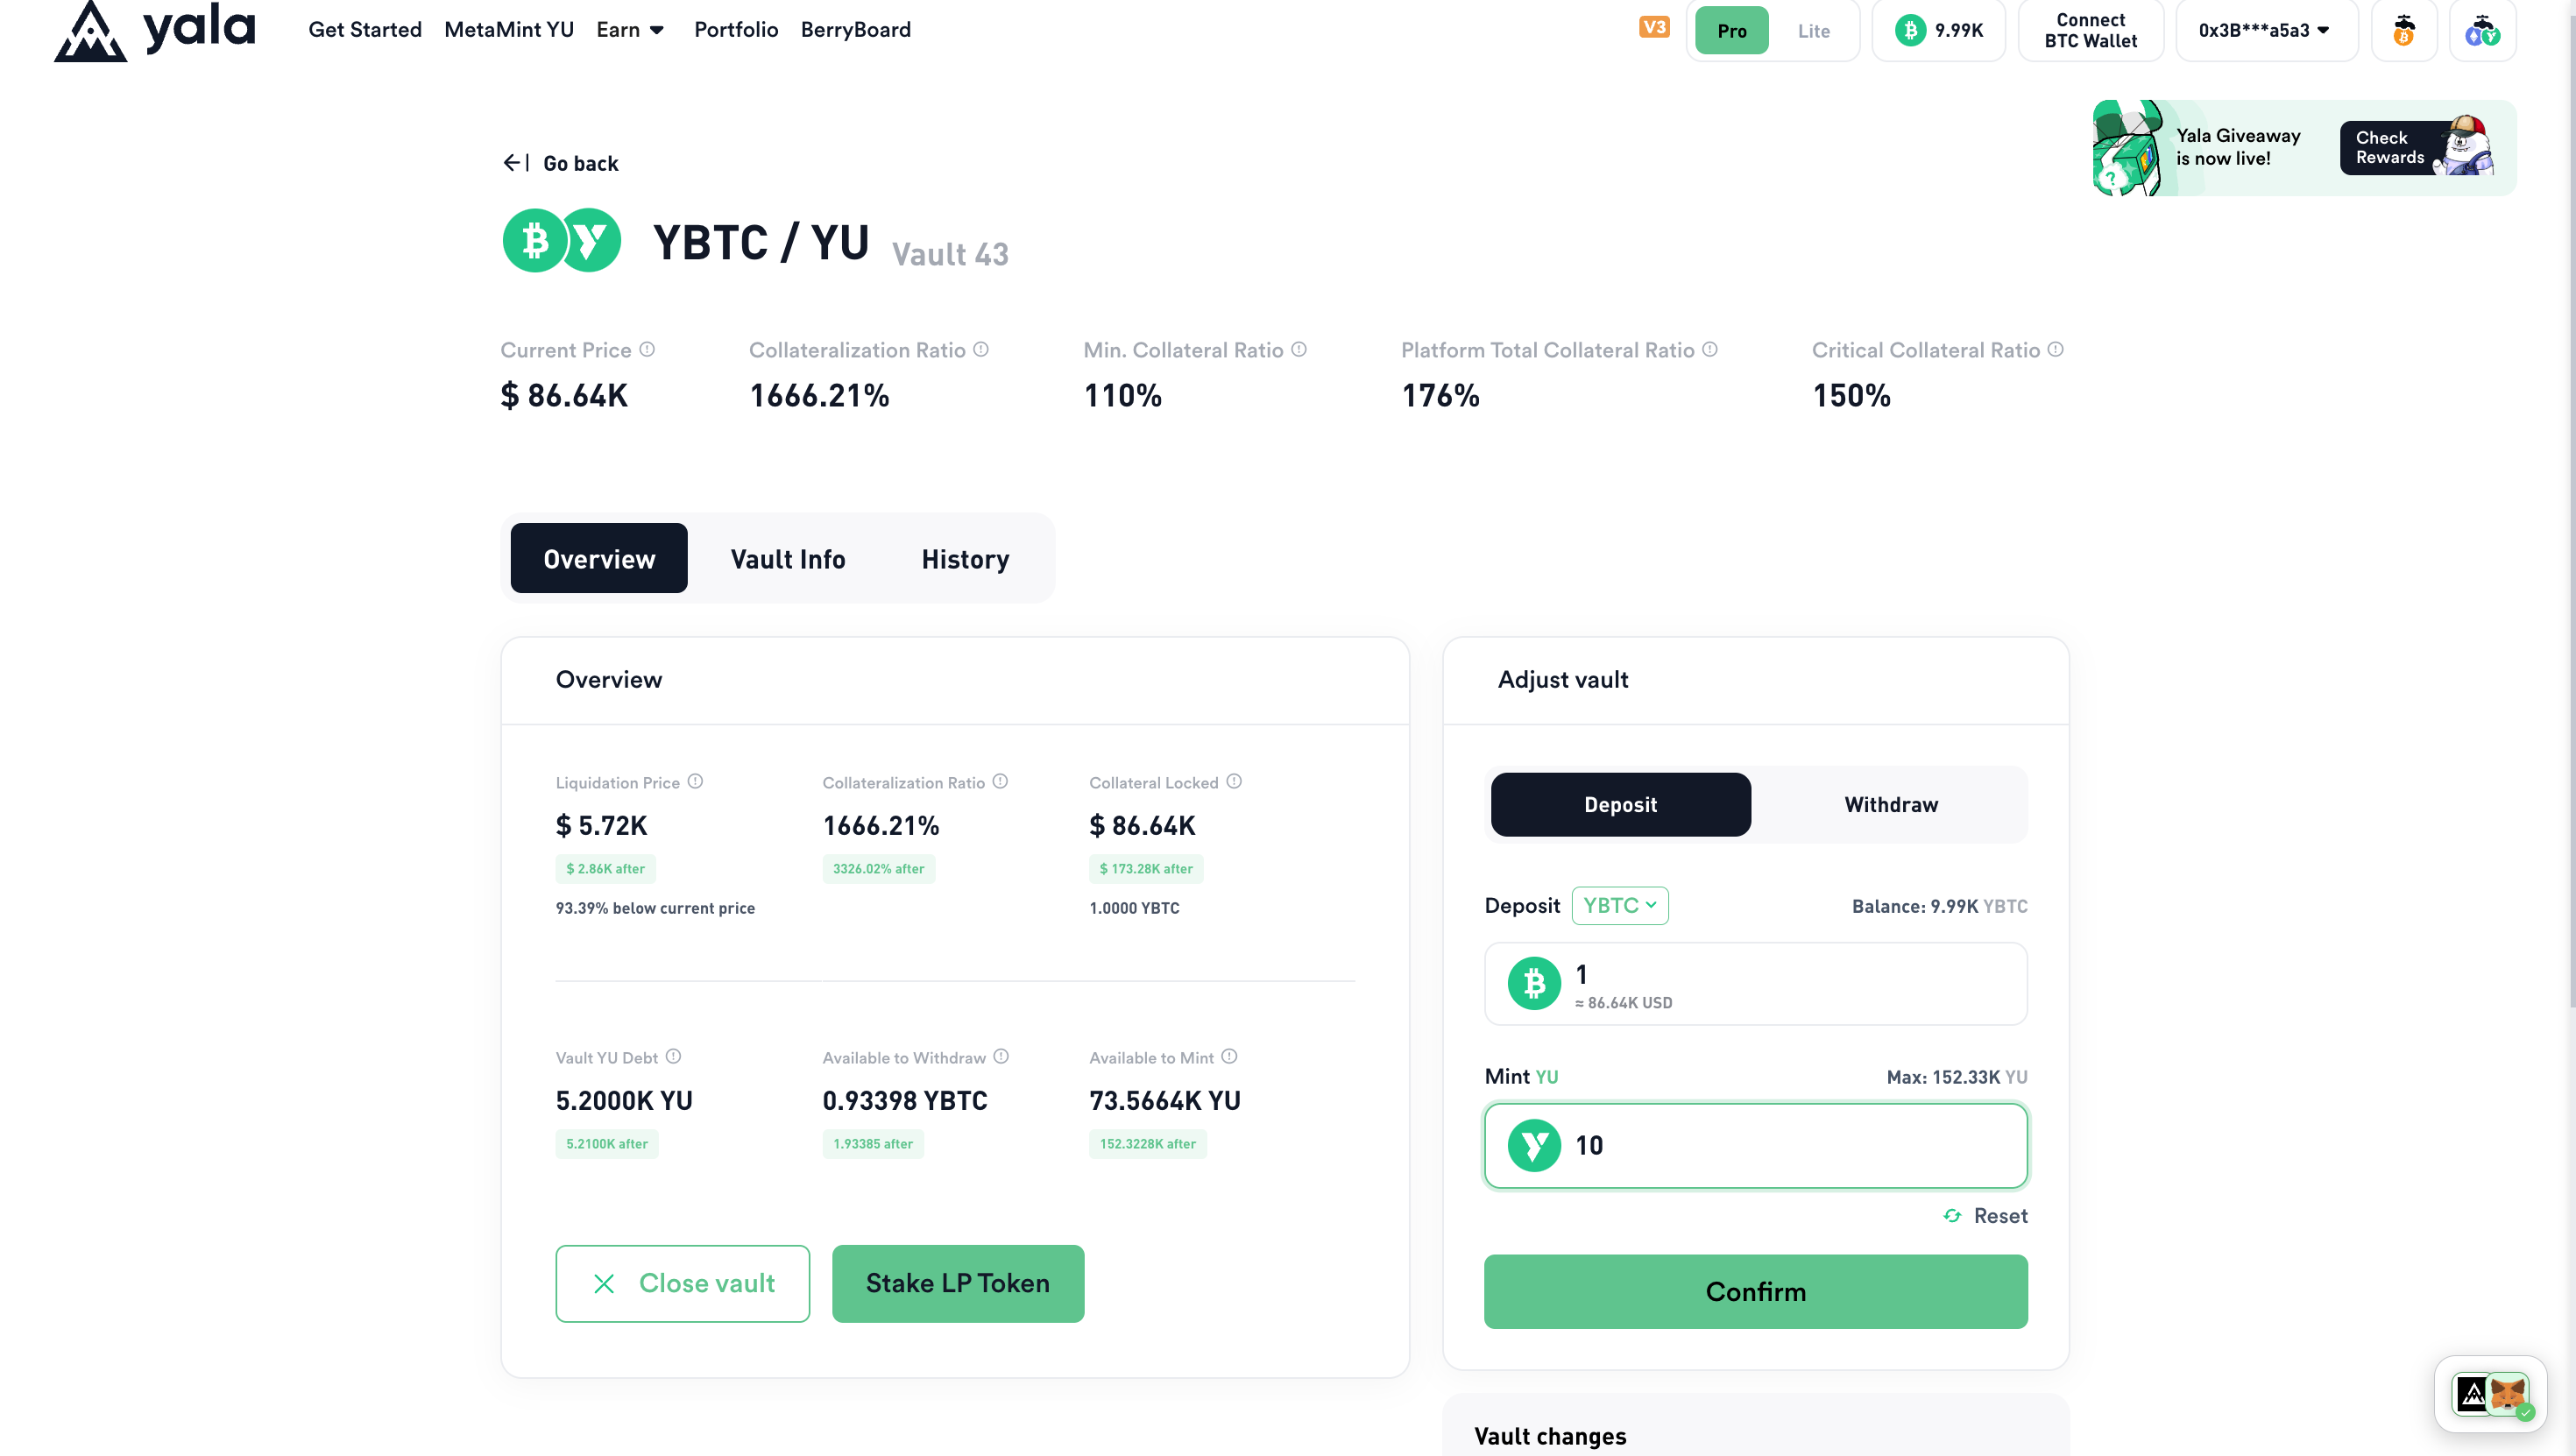 yala
Get Started
MetaMint YU
Earn
Portfolio
BerryBoard
V3
Pro
Lite
9.99K
Connect
BTC Wallet
0x3B***a5a3
Yala Giveaway
is now live!
Check
Rewards
Go back
YBTC / YU Vault 43
Current Price
$ 86.64K
Collateralization Ratio
1666.21%
Min. Collateral Ratio
110%
Platform Total Collateral Ratio
176%
Critical Collateral Ratio
150%
Overview
Vault Info
History
Overview
Liquidation Price
$ 5.72K
$ 2.86K after
93.39% below current price
Collateralization Ratio
1666.21%
3326.02% after
Collateral Locked
$ 86.64K
$ 173.28K after
1.0000 YBTC
Vault YU Debt
5.2000K YU
5.2100K after
Available to Withdraw
0.93398 YBTC
1.93385 after
Available to Mint
73.5664K YU
152.3228K after
Close vault
Stake LP Token
Adjust vault
Deposit
Withdraw
Deposit YBTC
Balance: 9.99K YBTC
1
≈ 86.64K USD
Mint YU
Max: 152.33K YU
10
Reset
Confirm
Vault changes